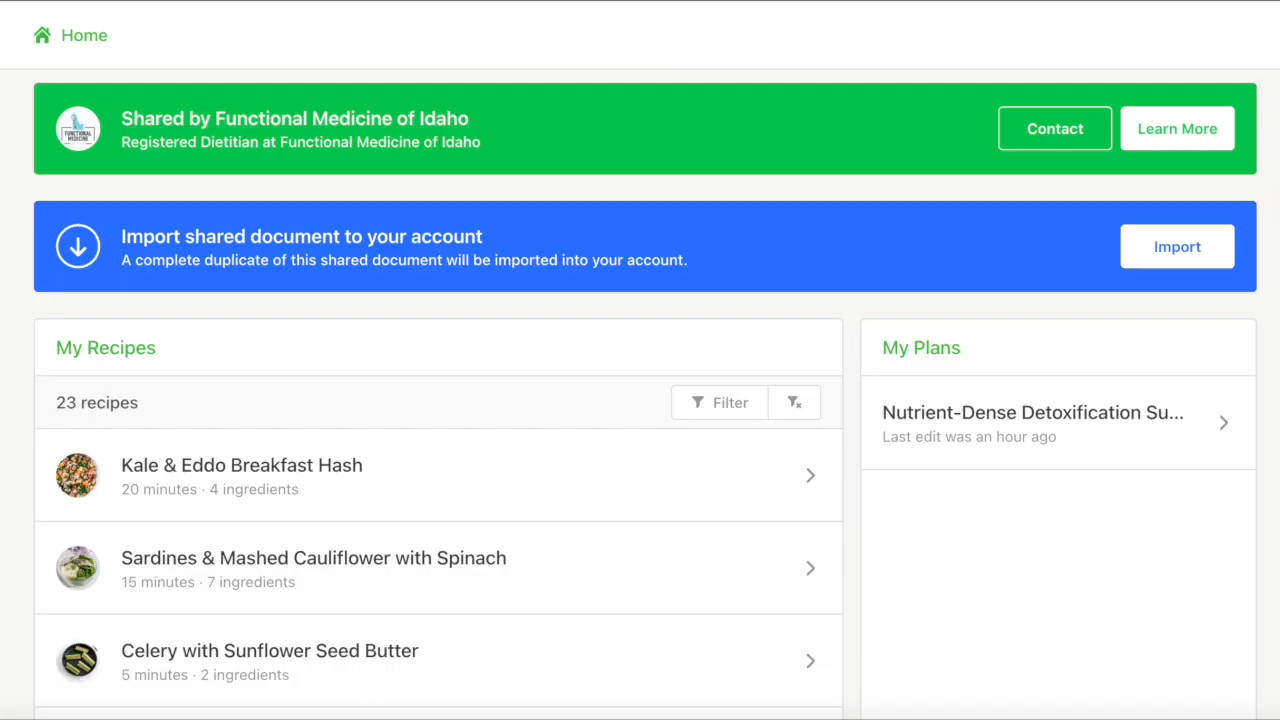 Home
Shared by Functional Medicine of Idaho
Registered Dietitian at Functional Medicine of Idaho
Contact
Learn More
FUNCTIONAL
MEDICINE
Import shared document to your account
A complete duplicate of this shared document will be imported into your account.
Import
My Recipes
23 recipes
Filter
Kale & Eddo Breakfast Hash
20 minutes · 4 ingredients
Sardines & Mashed Cauliflower with Spinach
15 minutes · 7 ingredients
Celery with Sunflower Seed Butter
5 minutes · 2 ingredients
My Plans
Nutrient-Dense Detoxification Su...
Last edit was an hour ago